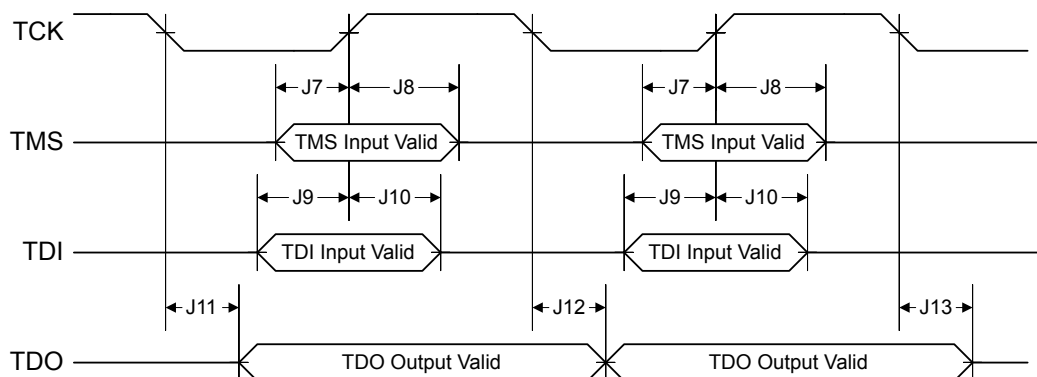 TCK
J7 J8 J7 J8
TMS TMS Input Valid TMS Input Valid
J9 J10 J9 J10
TDI TDI Input Valid TDI Input Valid
J11 J12 J13
TDO TDO Output Valid TDO Output Valid